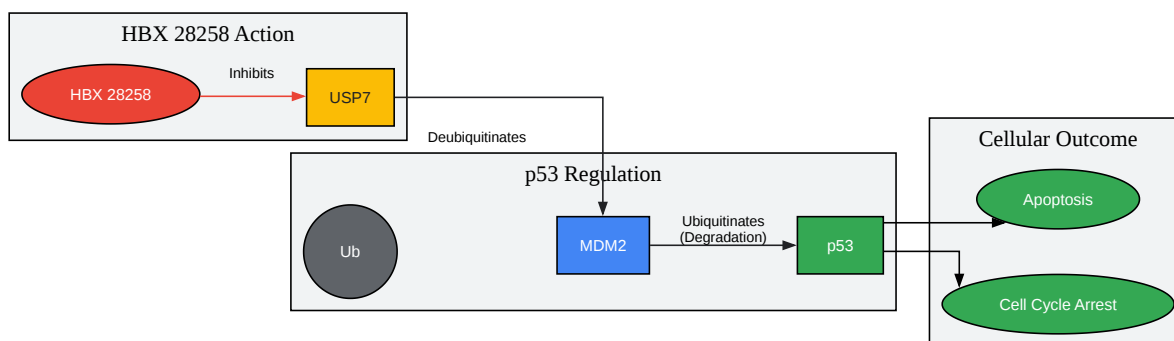 HBX 28258 Action
Inhibits
HBX 28258
USP7
Deubiquitinates
p53 Regulation
Ub
MDM2
Ubiquitinates
(Degradation)
p53
Cellular Outcome
Apoptosis
Cell Cycle Arrest